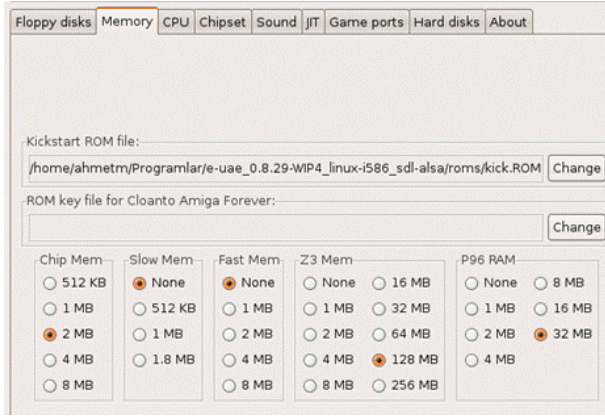 Floppy disks Memory CPU Chipset Sound JIT Game ports Hard disks About
Kickstart ROM file:
/home/ahmetm/Programlar/e-uae_0.8.29-WIP4_linux-i586_sdl-alsa/roms/kick.ROM Change
ROM key file for Cloanto Amiga Forever:
Change
Chip Mem Slow Mem Fast Mem Z3 Mem P96 RAM
512 KB None None None 16 MB None 8 MB
1 MB 512 KB 1 MB 1 MB 32 MB 1 MB 16 MB
2 MB 1 MB 2 MB 2 MB 64 MB 2 MB 32 MB
4 MB 1.8 MB 4 MB 4 MB 128 MB 4 MB
8 MB 8 MB 8 MB 256 MB